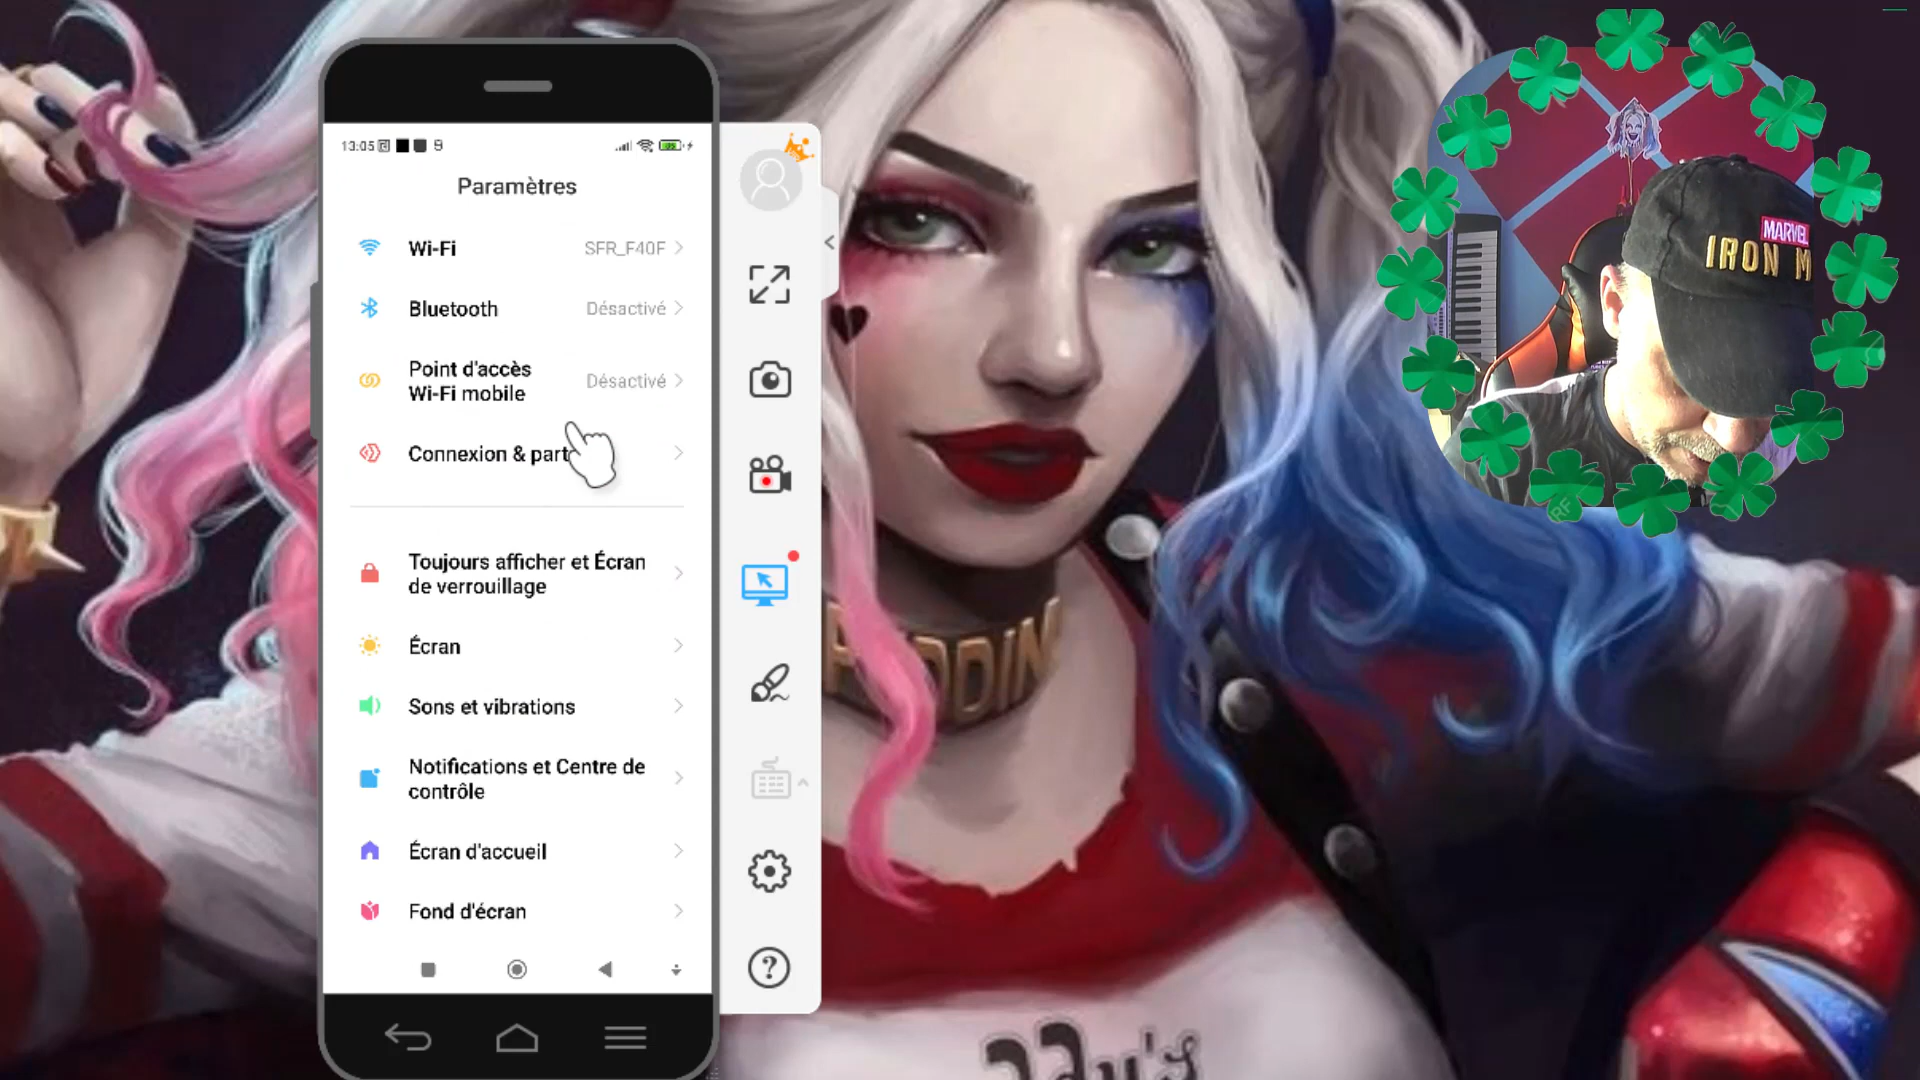 13:05
Paramètres
Wi-Fi
SFR_F40F
Bluetooth
Désactivé
Point d'accès
Wi-Fi mobile
Désactivé
Connexion & part
Toujours afficher et Écran
de verrouillage
Écran
Sons et vibrations
Notifications et Centre de
contrôle
Écran d'accueil
Fond d'écran
MARVEL
IRON M
RF